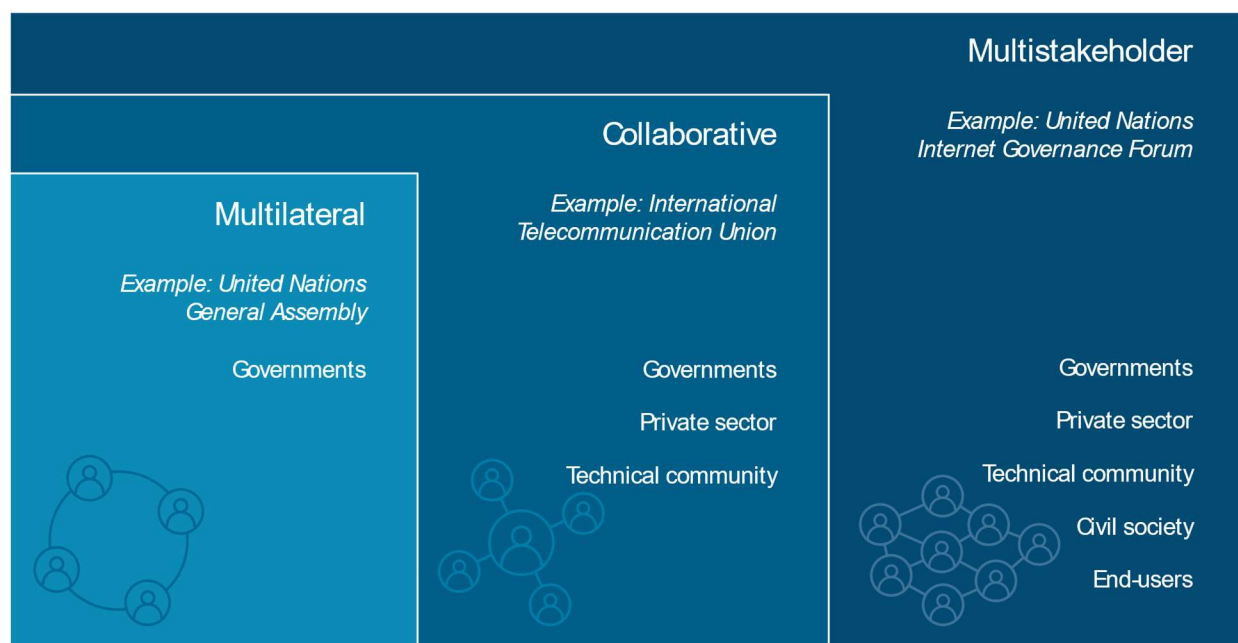 Multistakeholder
Example: United Nations
Internet Governance Forum
Governments
Private sector
Technical community
Civil society
End-users
Collaborative
Example: International
Telecommunication Union
Governments
Private sector
Technical community
Multilateral
Example: United Nations
General Assembly
Governments